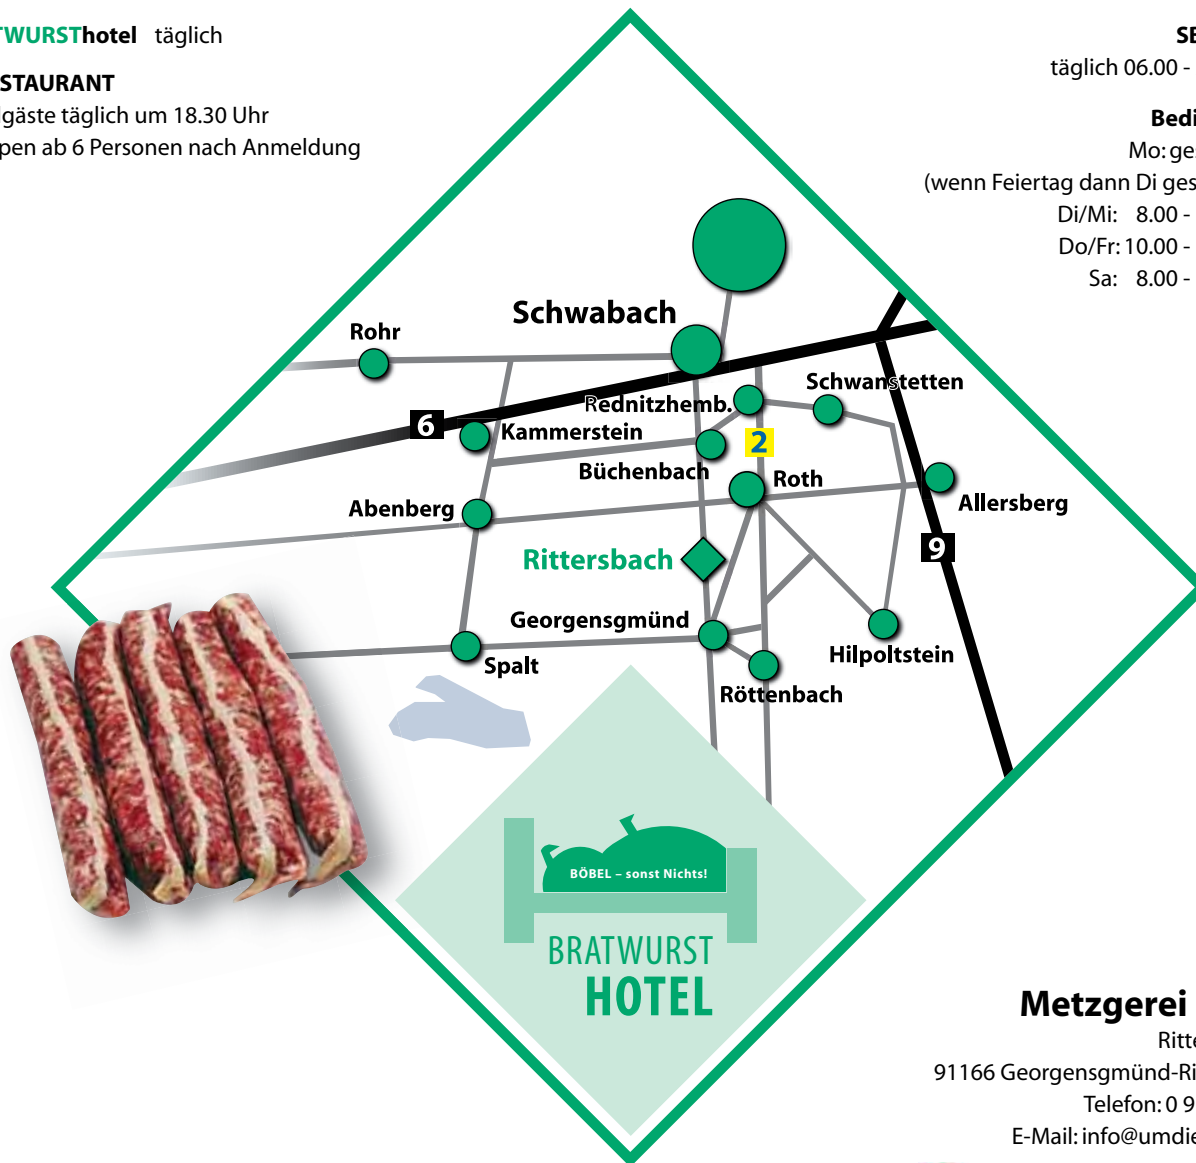 TWURSThotel täglich
STAURANT
gäste täglich um 18.30 Uhr
pen ab 6 Personen nach Anmeldung
SE
täglich 06.00 -
Bedi
Mo: ges
(wenn Feiertag dann Di ges
Di/Mi: 8.00 -
Do/Fr: 10.00 -
Sa: 8.00 -
Schwabach
Rohr
Schwanstetten
Rednitzhemb.
6
Kammerstein
2
Büchenbach
Roth
Abenberg
Allersberg
9
Rittersbach
Georgensgmünd
Hilpoltstein
Spalt
Röttenbach
BÖBEL – sonst Nichts!
BRATWURST
HOTEL
Metzgerei
Ritte
91166 Georgensgmünd-Ri
Telefon: 0 9
E-Mail: info@umdie